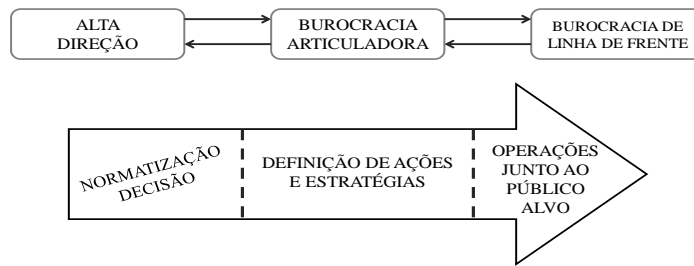 ALTA
DIREÇÃO
BUROCRACIA
ARTICULADORA
BUROCRACIA DE
LINHA DE FRENTE
NORMATIZAÇÃO
DECISÃO
DEFINIÇÃO DE AÇÕES
E ESTRATÉGIAS
OPERAÇÕES
JUNTO AO
PÚBLICO
ALVO